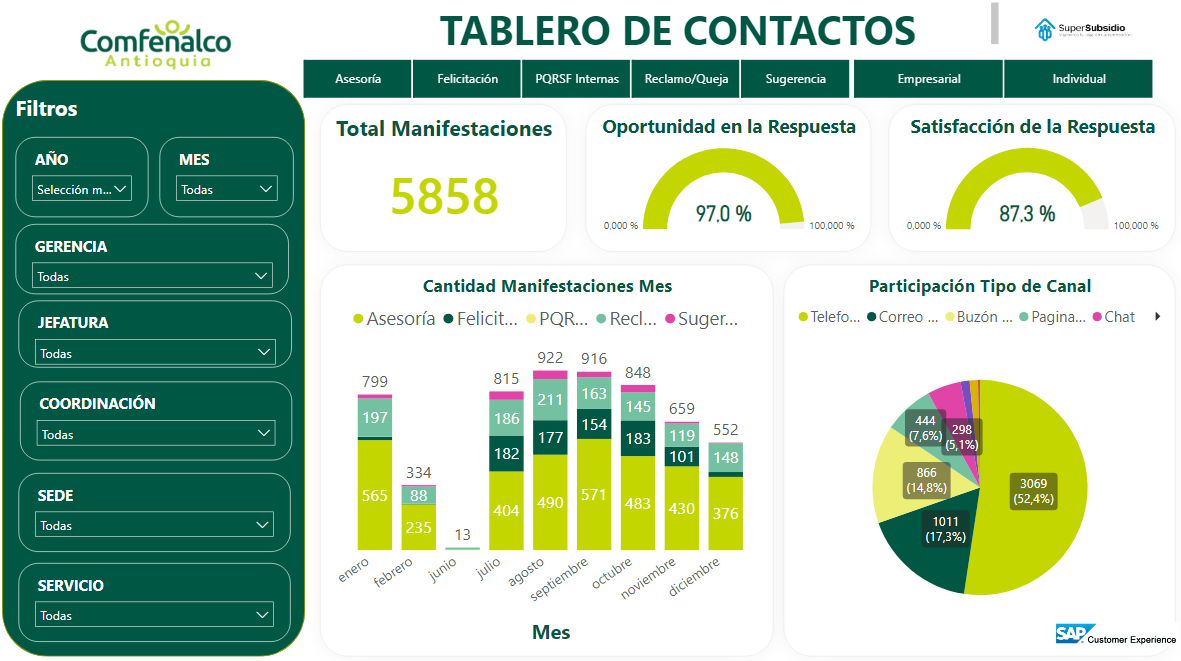 Comfenalco
Antioquia
TABLERO DE CONTACTOS
SuperSubsidio
Asesoría
Felicitación
PQRSF Internas
Reclamo/Queja
Sugerencia
Empresarial
Individual
Filtros
AÑO
Selección m...
MES
Todas
GERENCIA
Todas
JEFATURA
Todas
COORDINACIÓN
Todas
SEDE
Todas
SERVICIO
Todas
Total Manifestaciones
5858
Oportunidad en la Respuesta
97.0 %
0,000 %
100,000 %
Satisfacción de la Respuesta
87.3 %
0,000 %
100,000 %
Cantidad Manifestaciones Mes
Asesoría Felicit... PQR... Recl... Suger...
799
197
565
334
88
235
13
815
186
182
404
922
211
177
490
916
163
154
571
848
145
183
483
659
119
101
430
552
148
376
enero
febrero
junio
julio
agosto
septiembre
octubre
noviembre
diciembre
Mes
Participación Tipo de Canal
Telefo... Correo ... Buzón ... Pagina... Chat
444
(7,6%)
298
(5,1%)
866
(14,8%)
3069
(52,4%)
1011
(17,3%)
SAP Customer Experience